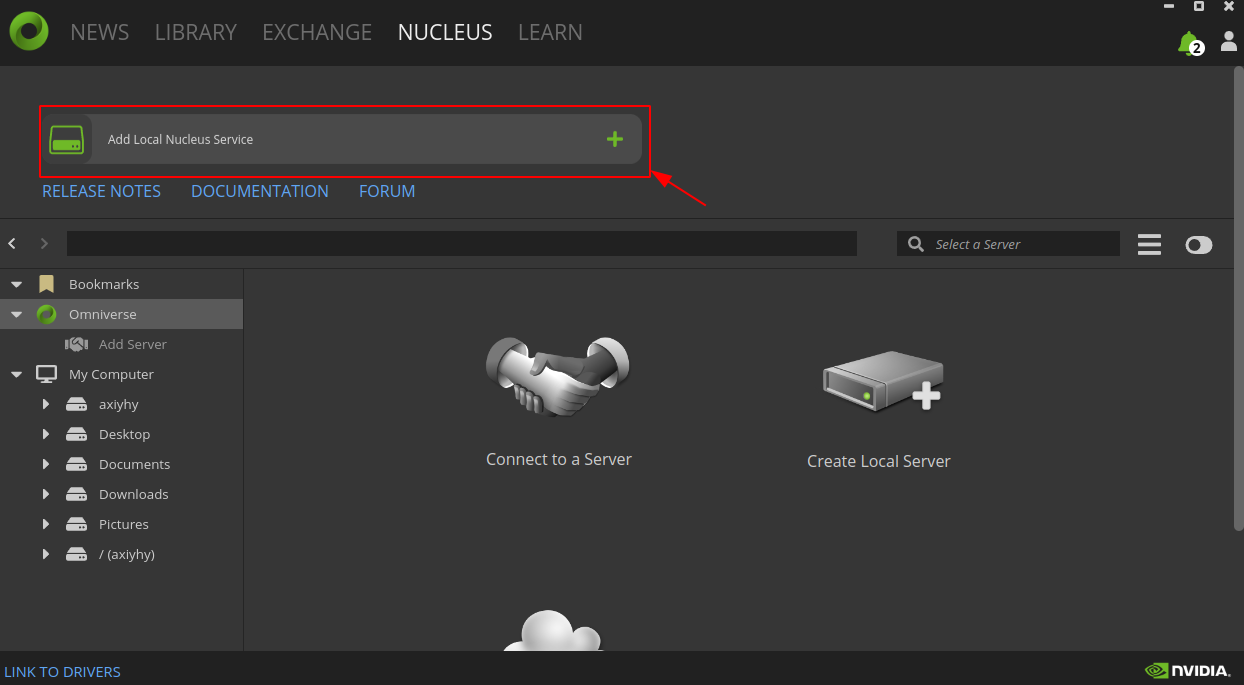 NEWS LIBRARY EXCHANGE NUCLEUS LEARN
2
Add Local Nucleus Service
RELEASE NOTES DOCUMENTATION FORUM
Select a Server
Bookmarks
Omniverse
Add Server
My Computer
axiyhy
Desktop
Documents
Downloads
Pictures
/ (axiyhy)
Connect to a Server
Create Local Server
LINK TO DRIVERS
NVIDIA.